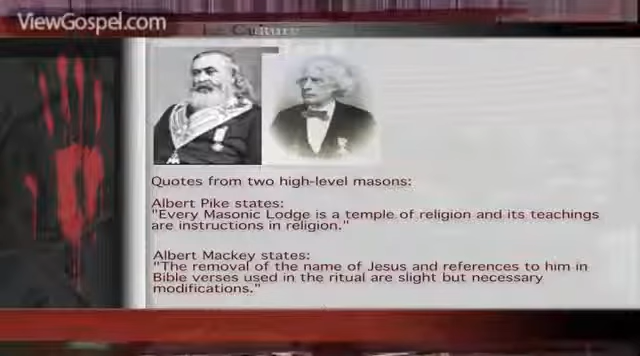 ViewGospel.com
Culture
Quotes from two high-level masons:
Albert Pike states:
"Every Masonic Lodge is a temple of religion and its teachings
are instructions in religion."
Albert Mackey states:
"The removal of the name of Jesus and references to him in
Bible verses used in the ritual are slight but necessary
modifications."